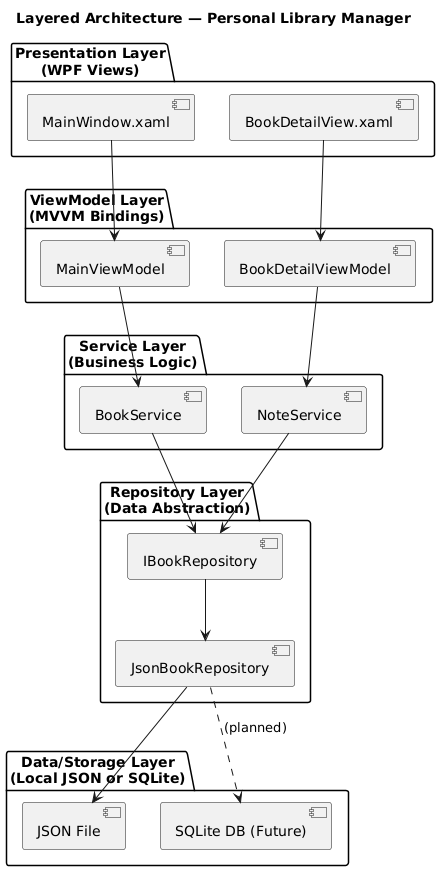 Layered Architecture — Personal Library Manager
Presentation Layer
(WPF Views)
MainWindow.xaml
BookDetailView.xaml
ViewModel Layer
(MVVM Bindings)
MainViewModel
BookDetailViewModel
Service Layer
(Business Logic)
BookService
NoteService
Repository Layer
(Data Abstraction)
IBookRepository
JsonBookRepository
(planned)
Data/Storage Layer
(Local JSON or SQLite)
JSON File
SQLite DB (Future)